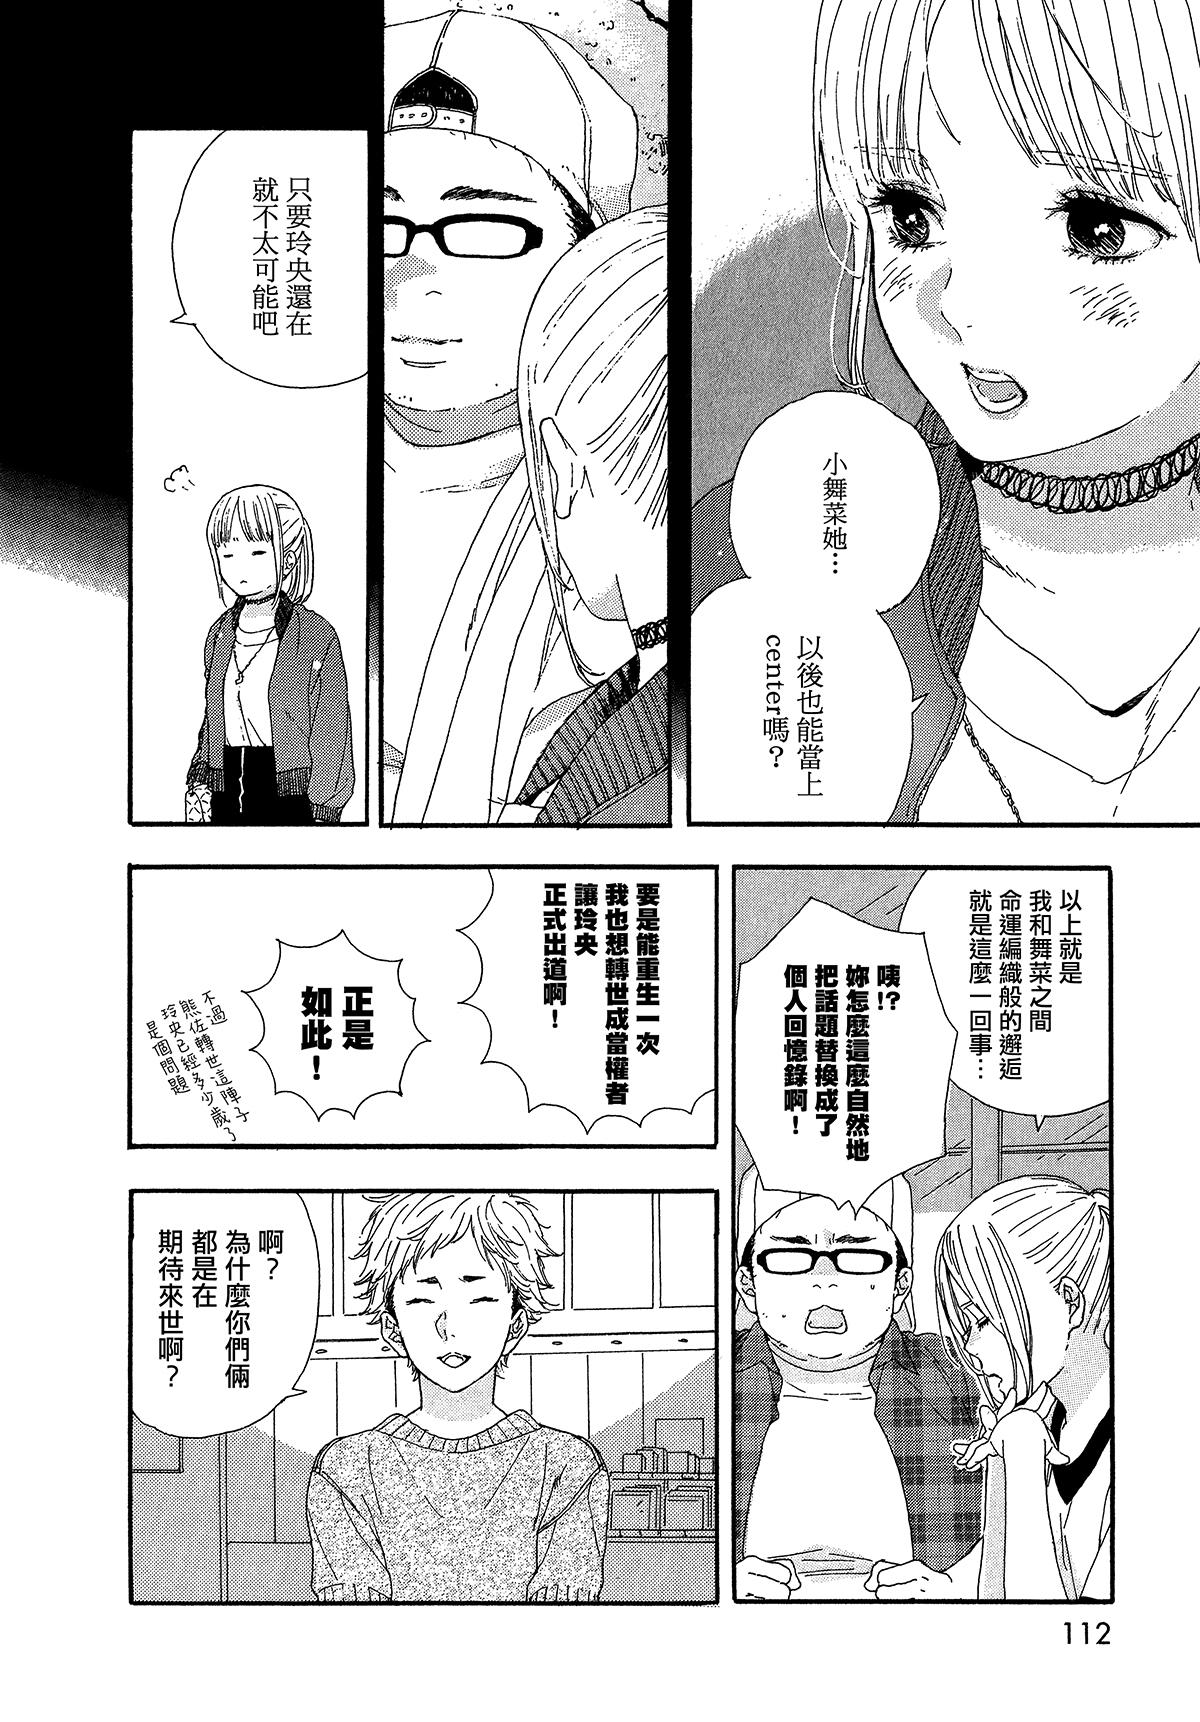 小舞菜她…
以後也能當上
center嗎？
只要玲央還在
就不太可能吧
以上就是
我和舞菜之間
命運編織般的邂逅
就是這麼一回事…
咦!?
妳怎麼這麼自然地
把話題替換成了
個人回憶錄啊！
要是能重生一次
我也想轉世成當權者
讓玲央
正式出道啊！
正是
如此！
不過
熊佐轉世這陣子
玲央已經多少歲了
是個問題
啊？
為什麼你們倆
都是在
期待來世啊？
112